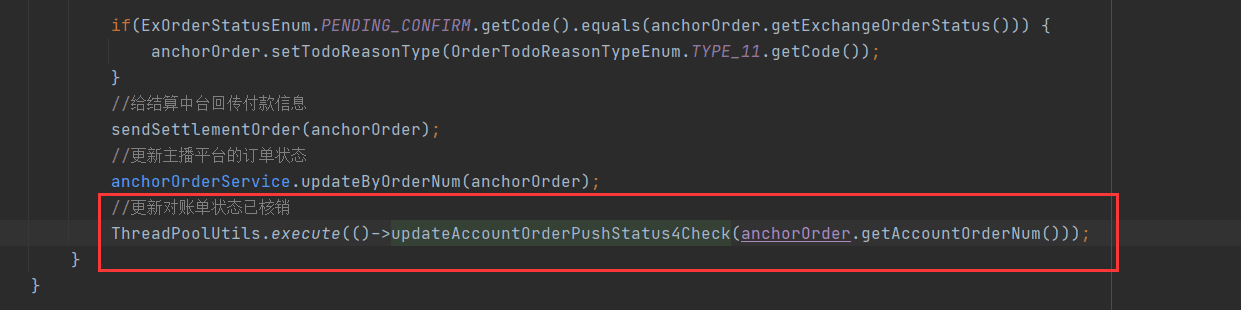 if(ExOrderStatusEnum.PENDING_CONFIRM.getCode().equals(anchorOrder.getExchangeOrderStatus())) {
anchorOrder.setTodoReasonType(OrderTodoReasonTypeEnum.TYPE_11.getCode());
}
//给结算中台回传付款信息
sendSettlementOrder(anchorOrder);
//更新主播平台的订单状态
anchorOrderService.updateByOrderNum(anchorOrder);
//更新对账单状态已核销
ThreadPoolUtils.execute(()->updateAccountOrderPushStatus4Check(anchorOrder.getAccountOrderNum()));
}
}